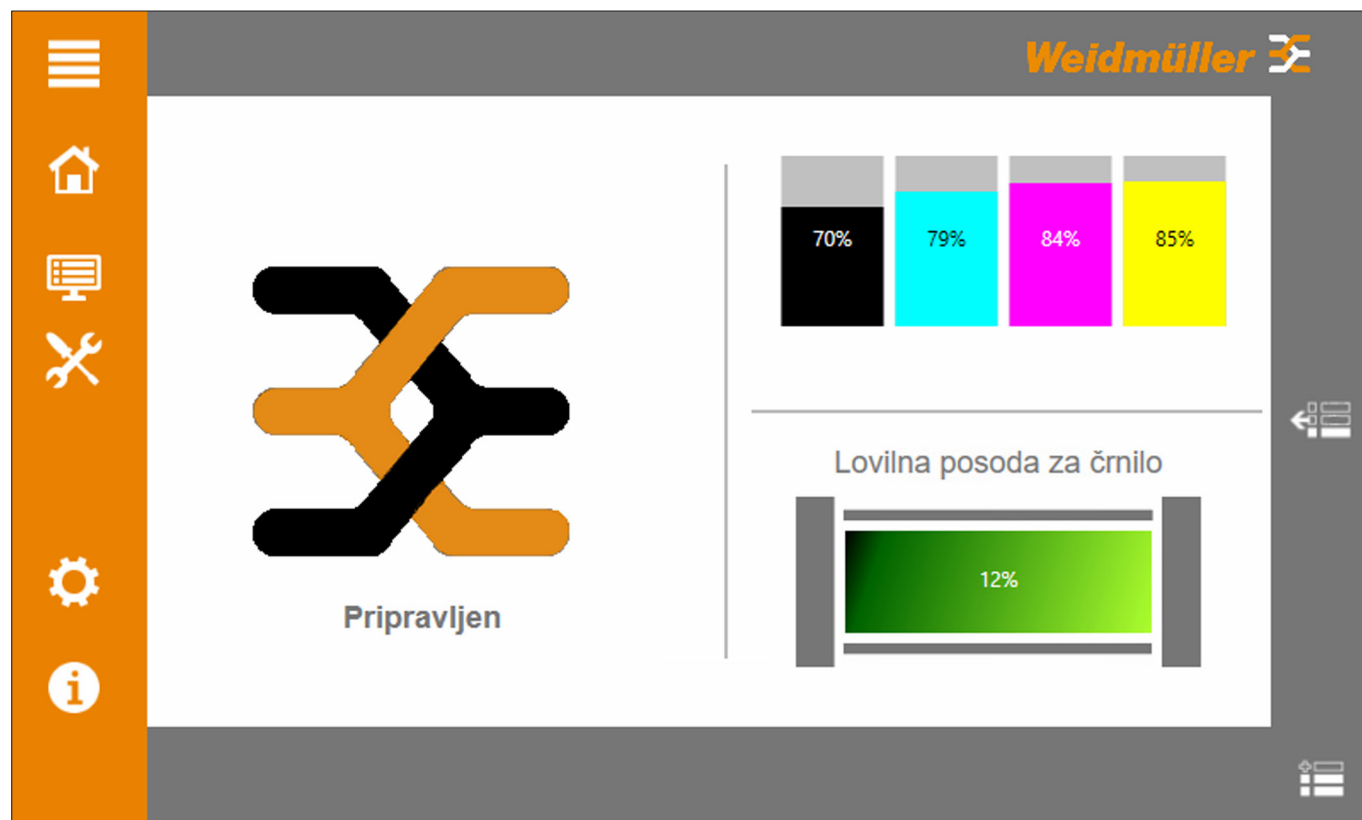 Weidmüller
70% 79% 84% 85%
Lovilna posoda za črnilo
12%
Pripravljen